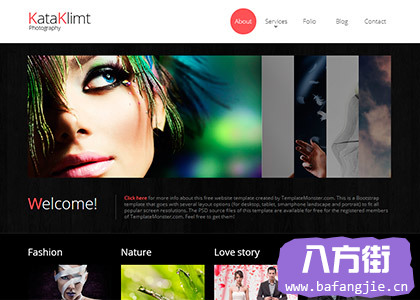 KataKlimt
Photography
About Services Folio Blog Contact
Welcome!
Click here for more info about this free website template created by TemplateMonster.com. This is a Bootstrap
template that goes with several layout options (for desktop, tablet, smartphone landscape and portrait) to fit all
popular screen resolutions. The PSD source files of this template are available for free for the registered members
of TemplateMonster.com. Feel free to get them!
Fashion Nature Love story
八方街
www.bafangjie.cn